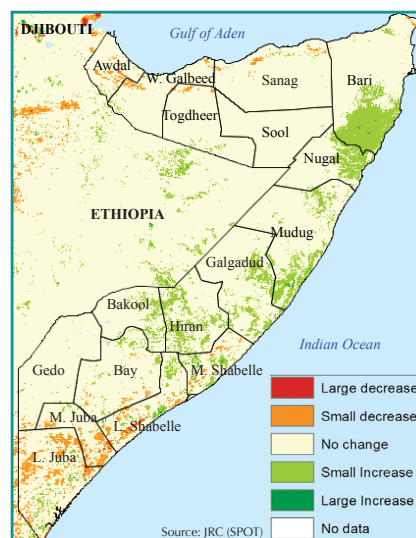 DJIBOUTI
Gulf of Aden
Awdal
W. Galbeed
Sanag
Bari
Togdheer
Sool
Nugal
ETHIOPIA
Mudug
Galgadud
Bakool
Hiran
Indian Ocean
Gedo
Bay
M. Shabelle
M. Juba
L. Shabelle
L. Juba
Large decrease
Small decrease
No change
Small Increase
Large Increase
No data
Source: JRC (SPOT)